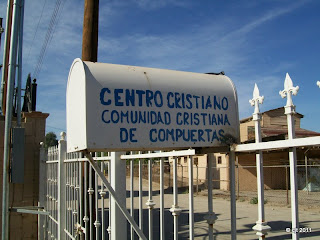 CENTRO CRISTIANO
COMUNIDAD CRISTIANA
DE COMPUERTAS